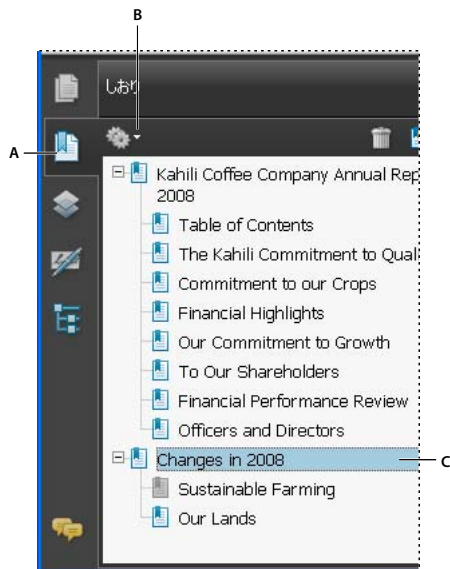 B
しおり
A
Kahili Coffee Company Annual Rep
2008
Table of Contents
The Kahili Commitment to Qual
Commitment to our Crops
Financial Highlights
Our Commitment to Growth
To Our Shareholders
Financial Performance Review
Officers and Directors
Changes in 2008
C
Sustainable Farming
Our Lands